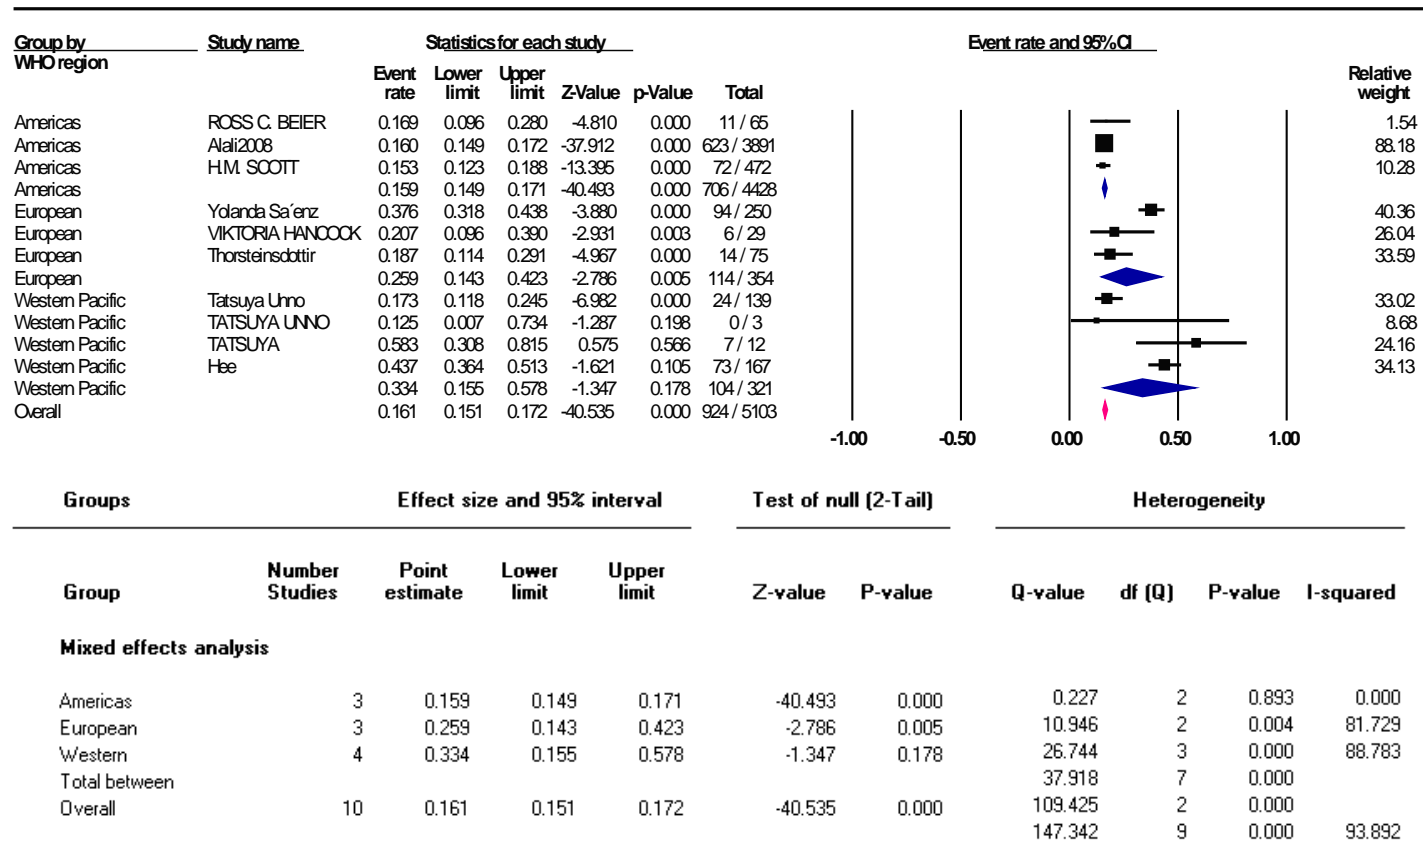 Group by Study name Statistics for each study Event rate and 95% CI
WHO region
Event Lower Upper Relative
rate limit limit Z-Value p-Value Total weight
Americas ROSS C. BEIER 0.169 0.096 0.280 -4.810 0.000 11 / 65 1.54
Americas Alali2008 0.160 0.149 0.172 -37.912 0.000 623 / 3891 88.18
Americas H.M. SCOTT 0.153 0.123 0.188 -13.395 0.000 72 / 472 10.28
Americas 0.159 0.149 0.171 -40.493 0.000 706 / 4428
European Yolanda Sa´enz 0.376 0.318 0.438 -3.880 0.000 94 / 250 40.36
European VIKTORIA HANCOCK 0.207 0.096 0.390 -2.931 0.003 6 / 29 26.04
European Thorsteinsdottir 0.187 0.114 0.291 -4.967 0.000 14 / 75 33.59
European 0.259 0.143 0.423 -2.786 0.005 114 / 354
Western Pacific Tatsuya Unno 0.173 0.118 0.245 -6.982 0.000 24 / 139 33.02
Western Pacific TATSUYA UNNO 0.125 0.007 0.734 -1.287 0.198 0 / 3 8.68
Western Pacific TATSUYA 0.583 0.308 0.815 0.575 0.566 7 / 12 24.16
Western Pacific Hee 0.437 0.364 0.513 -1.621 0.105 73 / 167 34.13
Western Pacific 0.334 0.155 0.578 -1.347 0.178 104 / 321
Overall 0.161 0.151 0.172 -40.535 0.000 924 / 5103
-1.00 -0.50 0.00 0.50 1.00
Groups Effect size and 95% interval Test of null (2-Tail) Heterogeneity
Number Point Lower Upper
Group Studies estimate limit limit Z-value P-value Q-value df (Q) P-value I-squared
Mixed effects analysis
Americas 3 0.159 0.149 0.171 -40.493 0.000 0.227 2 0.893 0.000
European 3 0.259 0.143 0.423 -2.786 0.005 10.946 2 0.004 81.729
Western 4 0.334 0.155 0.578 -1.347 0.178 26.744 3 0.000 88.783
Total between 37.918 7 0.000
Overall 10 0.161 0.151 0.172 -40.535 0.000 109.425 2 0.000
147.342 9 0.000 93.892